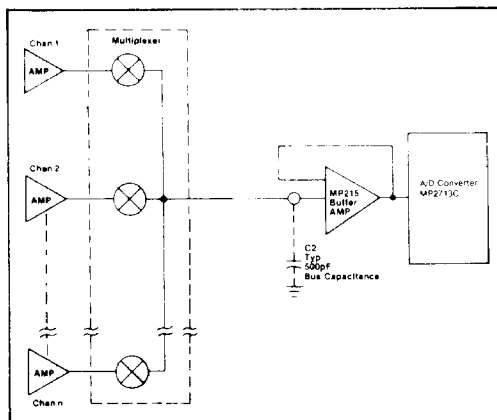 Chan 1
AMP
Multiplexer
Chan 2
AMP
MP215
Buffer
AMP
A/D Converter
MP2713C
C2
Typ
500pF
Bus Capacitance
AMP
Chan n